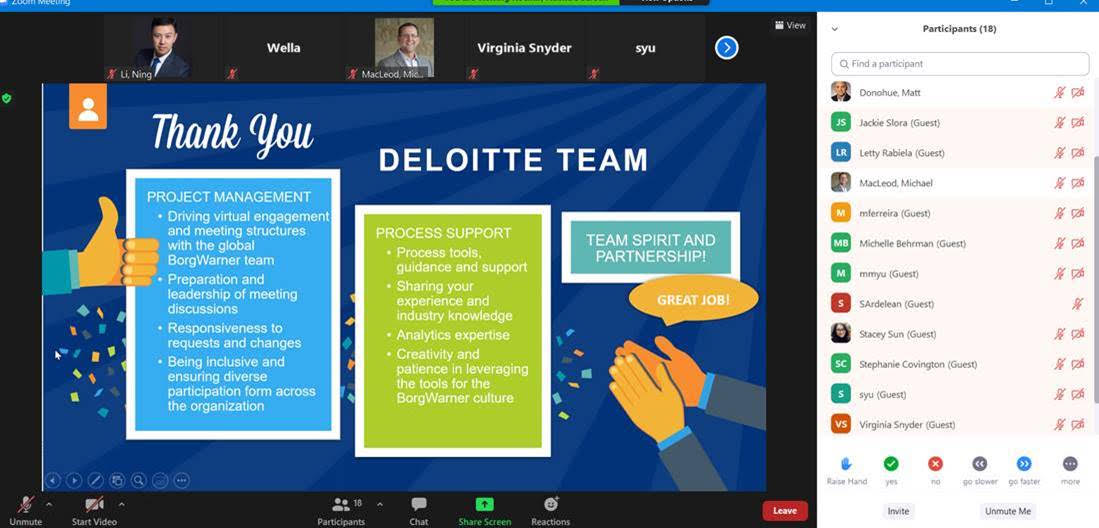 Zoom Meeting
View
Wella
Virginia Snyder
syu
Li, Ning
MacLeod, Mic...
Thank You
DELOITTE TEAM
PROJECT MANAGEMENT
• Driving virtual engagement
and meeting structures
with the global
BorgWarner team
• Preparation and
leadership of meeting
discussions
• Responsiveness to
requests and changes
• Being inclusive and
ensuring diverse
participation form across
the organization
PROCESS SUPPORT
• Process tools,
guidance and support
• Sharing your
experience and
industry knowledge
• Analytics expertise
• Creativity and
patience in leveraging
the tools for the
BorgWarner culture
TEAM SPIRIT AND
PARTNERSHIP!
GREAT JOB!
Unmute
Start Video
18
Participants
Chat
Share Screen
Reactions
Leave
Participants (18)
Find a participant
Donohue, Matt
JS Jackie Slora (Guest)
LR Letty Rabiela (Guest)
MacLeod, Michael
M mferreira (Guest)
MB Michelle Behrman (Guest)
M mmyu (Guest)
S SArdelean (Guest)
Stacey Sun (Guest)
SC Stephanie Covington (Guest)
S syu (Guest)
VS Virginia Snyder (Guest)
Raise Hand
yes
no
go slower
go faster
more
Invite
Unmute Me